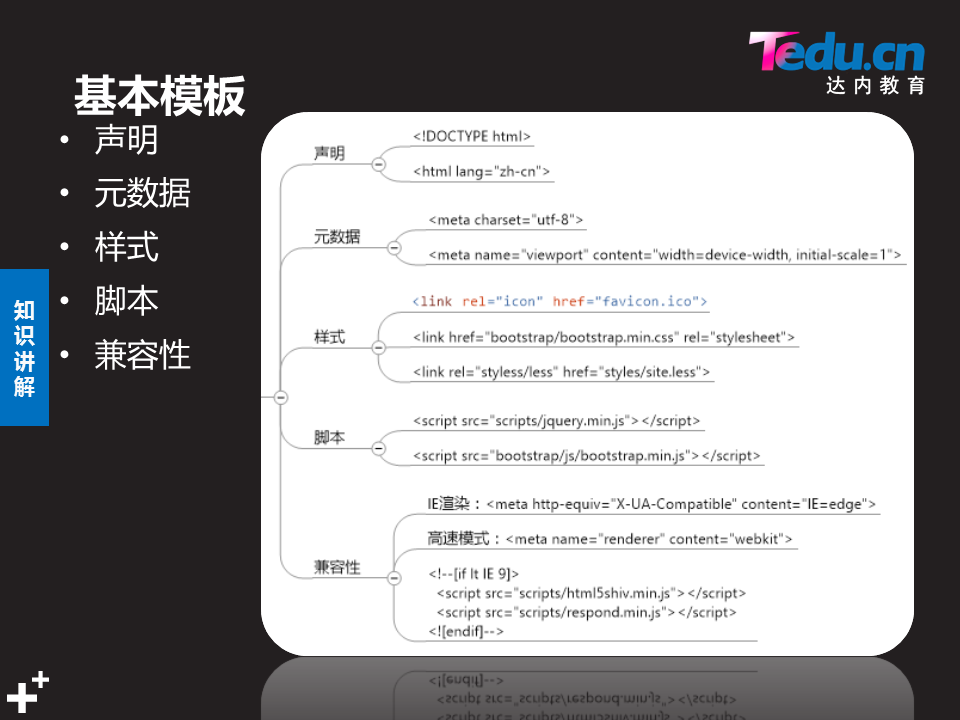 Tedu.cn
达内教育
基本模板
• 声明
• 元数据
• 样式
• 脚本
• 兼容性
知识讲解
声明
<!DOCTYPE html>
<html lang="zh-cn">
元数据
<meta charset="utf-8">
<meta name="viewport" content="width=device-width, initial-scale=1">
样式
<link rel="icon" href="favicon.ico">
<link href="bootstrap/bootstrap.min.css" rel="stylesheet">
<link rel="styless/less" href="styles/site.less">
脚本
<script src="scripts/jquery.min.js"></script>
<script src="bootstrap/js/bootstrap.min.js"></script>
兼容性
IE渲染：<meta http-equiv="X-UA-Compatible" content="IE=edge">
高速模式：<meta name="renderer" content="webkit">
<!--[if lt IE 9]>
<script src="scripts/html5shiv.min.js"></script>
<script src="scripts/respond.min.js"></script>
<![endif]-->